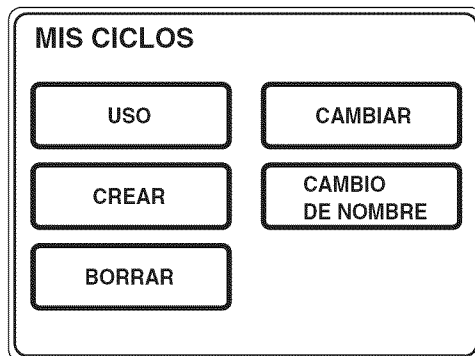 MIS CICLOS
USO
CAMBIAR
CREAR
CAMBIO
DE NOMBRE
BORRAR